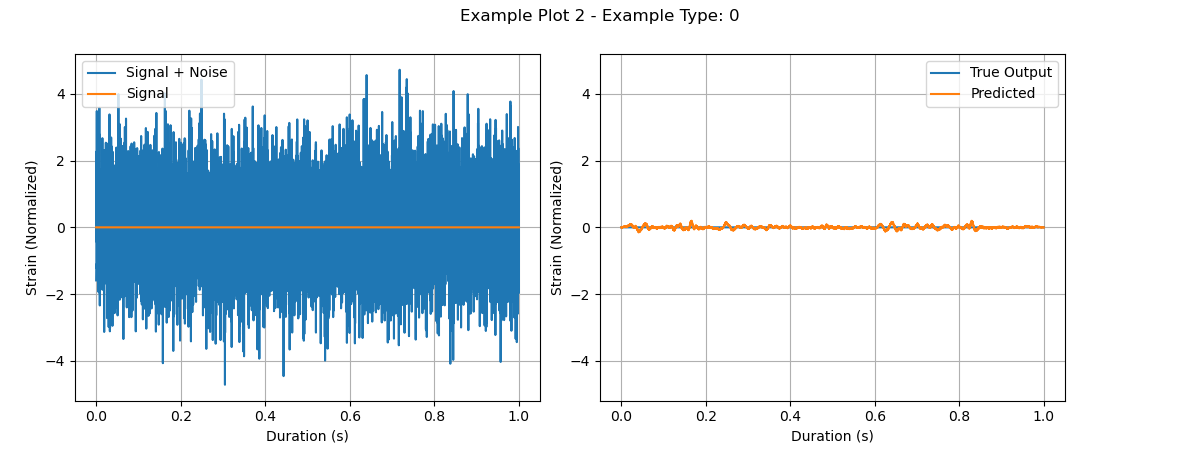 Example Plot 2 - Example Type: 0
Signal + Noise
Signal
4
2
0
−2
−4
Strain (Normalized)
0.0 0.2 0.4 0.6 0.8 1.0
Duration (s)
True Output
Predicted
4
2
0
−2
−4
Strain (Normalized)
0.0 0.2 0.4 0.6 0.8 1.0
Duration (s)